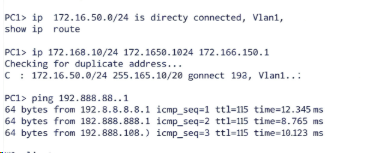 PC1> ip 172.16.50.0/24 is directy connected, Vlan1,
show ip route
PC1> ip 172.168.10/24 172.1650.1024 172.166.150.1
Checking for duplicate address...
C : 172.16.50.0/24 255.165.10/20 gonnect 193, Vlan1..:
PC1> ping 192.888.88..1
64 bytes from 192.8.8.8.8.1 icmp_seq=1 ttl=115 time=12.345 ms
64 bytes from 192.888.888.1 icmp_seq=2 ttl=115 time=8.765 ms
64 bytes from 192.888.108.) icmp_seq=3 ttl=115 time=10.123 ms